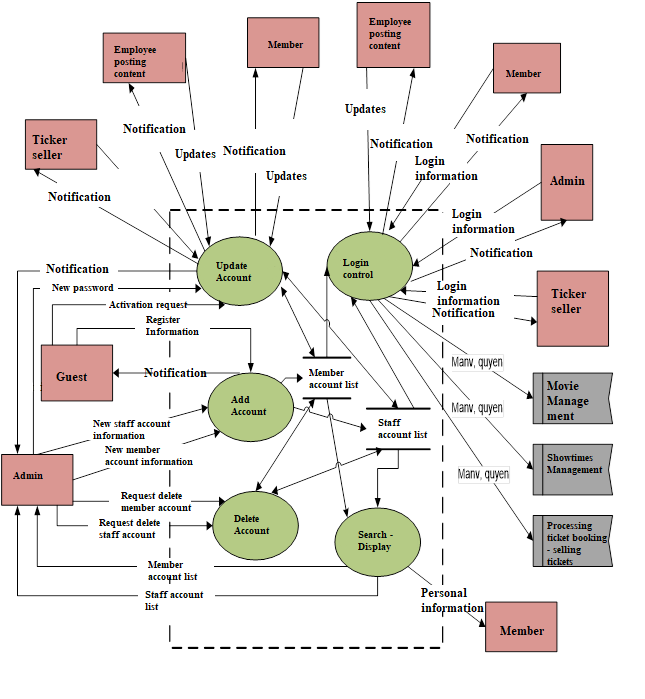 Employee
posting
content
Member
Employee
posting
content
Member
Ticker
seller
Admin
Notification
Updates
Notification
Updates
Updates
Notification
Login
information
Notification
Notification
Login
information
Notification
Update
Account
Login
control
Notification
New password
Activation request
Register
Information
Login
information
Notification
Ticker
seller
Guest
Notification
Member
account list
Manv, quyen
Movie
Manage
ment
Add
Account
Manv, quyen
Staff
account list
New staff account
information
New member
account information
Showtimes
Management
Admin
Manv, quyen
Request delete
member account
Request delete
staff account
Delete
Account
Search -
Display
Processing
ticket booking
- selling
tickets
Member
account list
Staff account
list
Personal
information
Member